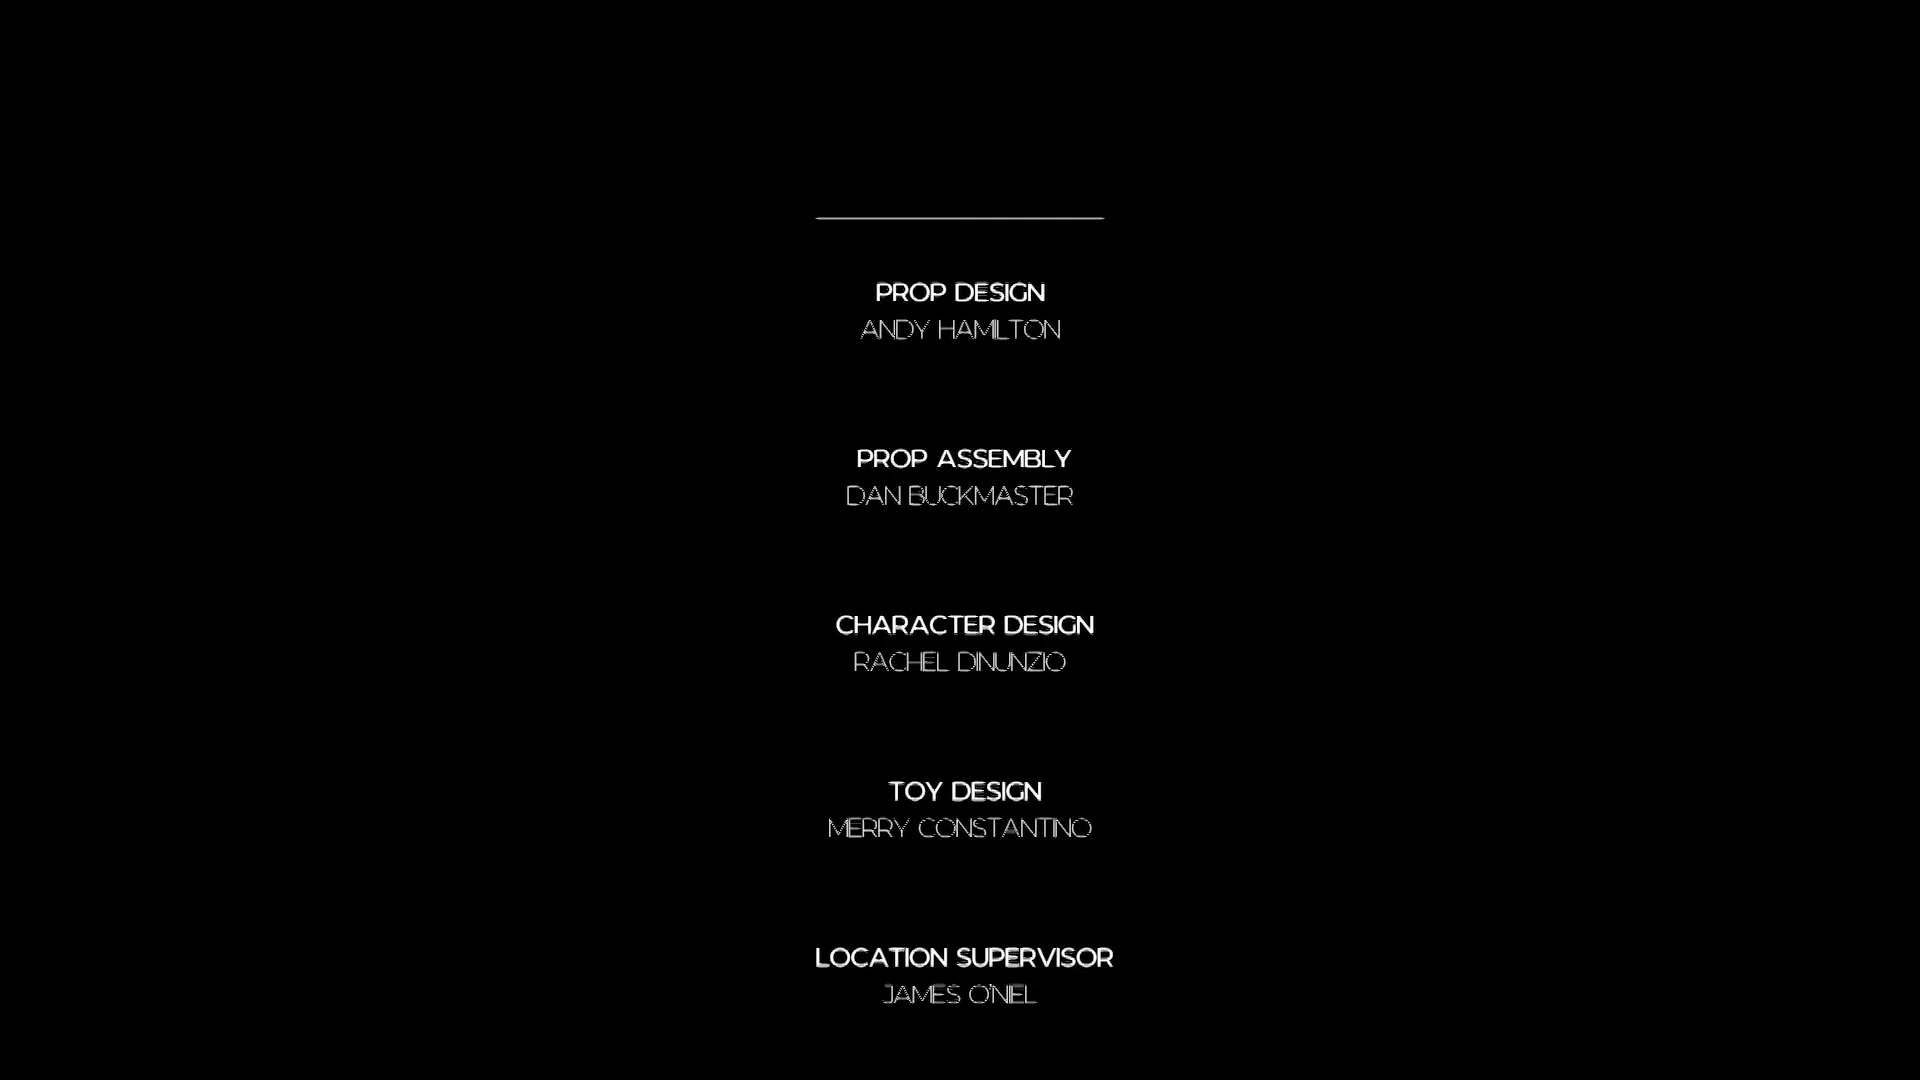 PROP DESIGN
ANDY HAMILTON
PROP ASSEMBLY
DAN BUCKMASTER
CHARACTER DESIGN
RACHEL DINUNZIO
TOY DESIGN
MERRY CONSTANTINO
LOCATION SUPERVISOR
JAMES O'NIEL